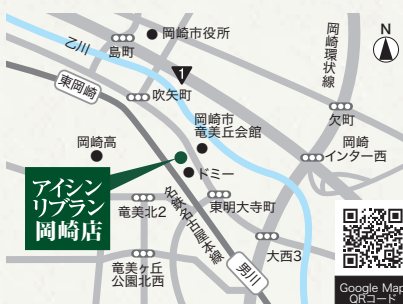 岡崎市役所
N
乙川
島町
岡崎環状線
1
東岡崎
吹矢町
欠町
岡崎市
竜美丘会館
岡崎高
岡崎
インター西
アイシン
リブラン
岡崎店
ドミー
名鉄名古屋本線
竜美北2
東明大寺町
大西3
竜美ケ丘
公園北西
男川
Google Map
QRコード